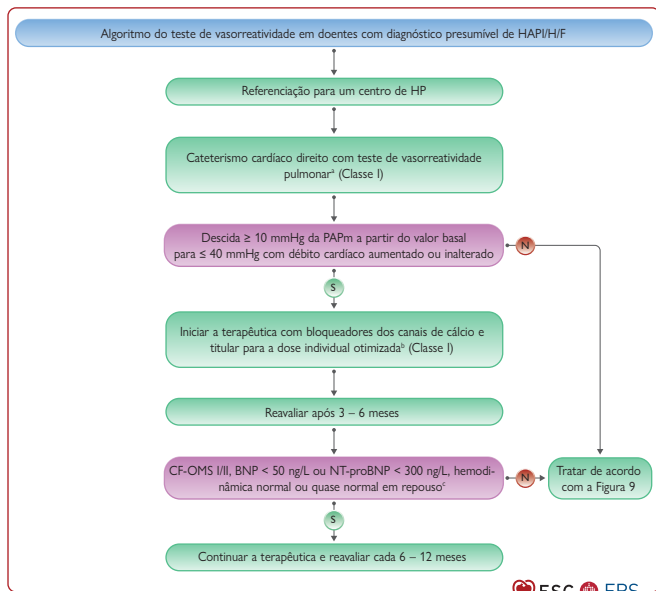 Algoritmo do teste de vasorreatividade em doentes com diagnóstico presumível de HAPI/H/F
Referenciação para um centro de HP
Cateterismo cardíaco direito com teste de vasorreatividade
pulmonarᵃ (Classe I)
Descida ≥ 10 mmHg da PAPm a partir do valor basal
para ≤ 40 mmHg com débito cardíaco aumentado ou inalterado
N
S
Iniciar a terapêutica com bloqueadores dos canais de cálcio e
titular para a dose individual otimizadaᵇ (Classe I)
Reavaliar após 3 – 6 meses
CF-OMS I/II, BNP < 50 ng/L ou NT-proBNP < 300 ng/L, hemodi-
nâmica normal ou quase normal em repousoᶜ
N
Tratar de acordo
com a Figura 9
S
Continuar a terapêutica e reavaliar cada 6 – 12 meses
ESC ERS